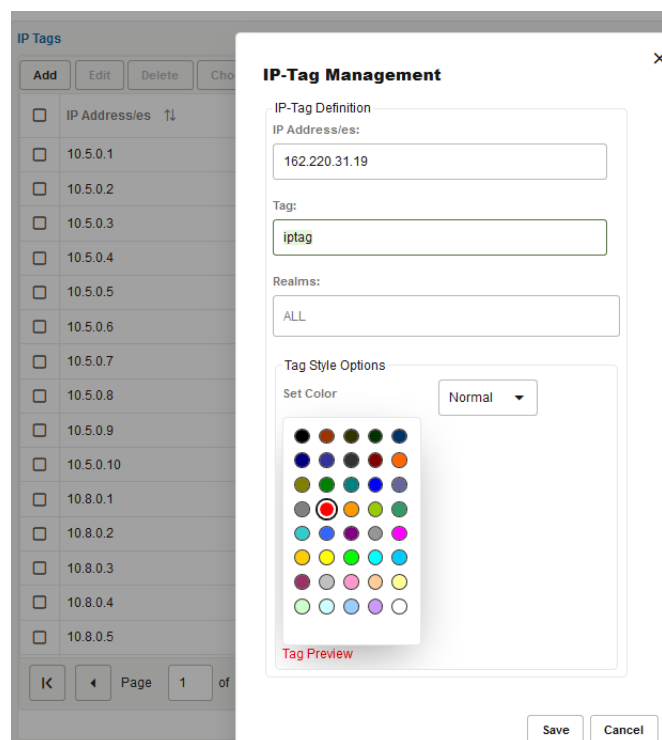 IP Tags
Add Edit Delete Cho
IP Address/es
10.5.0.1
10.5.0.2
10.5.0.3
10.5.0.4
10.5.0.5
10.5.0.6
10.5.0.7
10.5.0.8
10.5.0.9
10.5.0.10
10.8.0.1
10.8.0.2
10.8.0.3
10.8.0.4
10.8.0.5
Page 1 of
IP-Tag Management
IP-Tag Definition
IP Address/es:
162.220.31.19
Tag:
iptag
Realms:
ALL
Tag Style Options
Set Color Normal
Tag Preview
Save Cancel